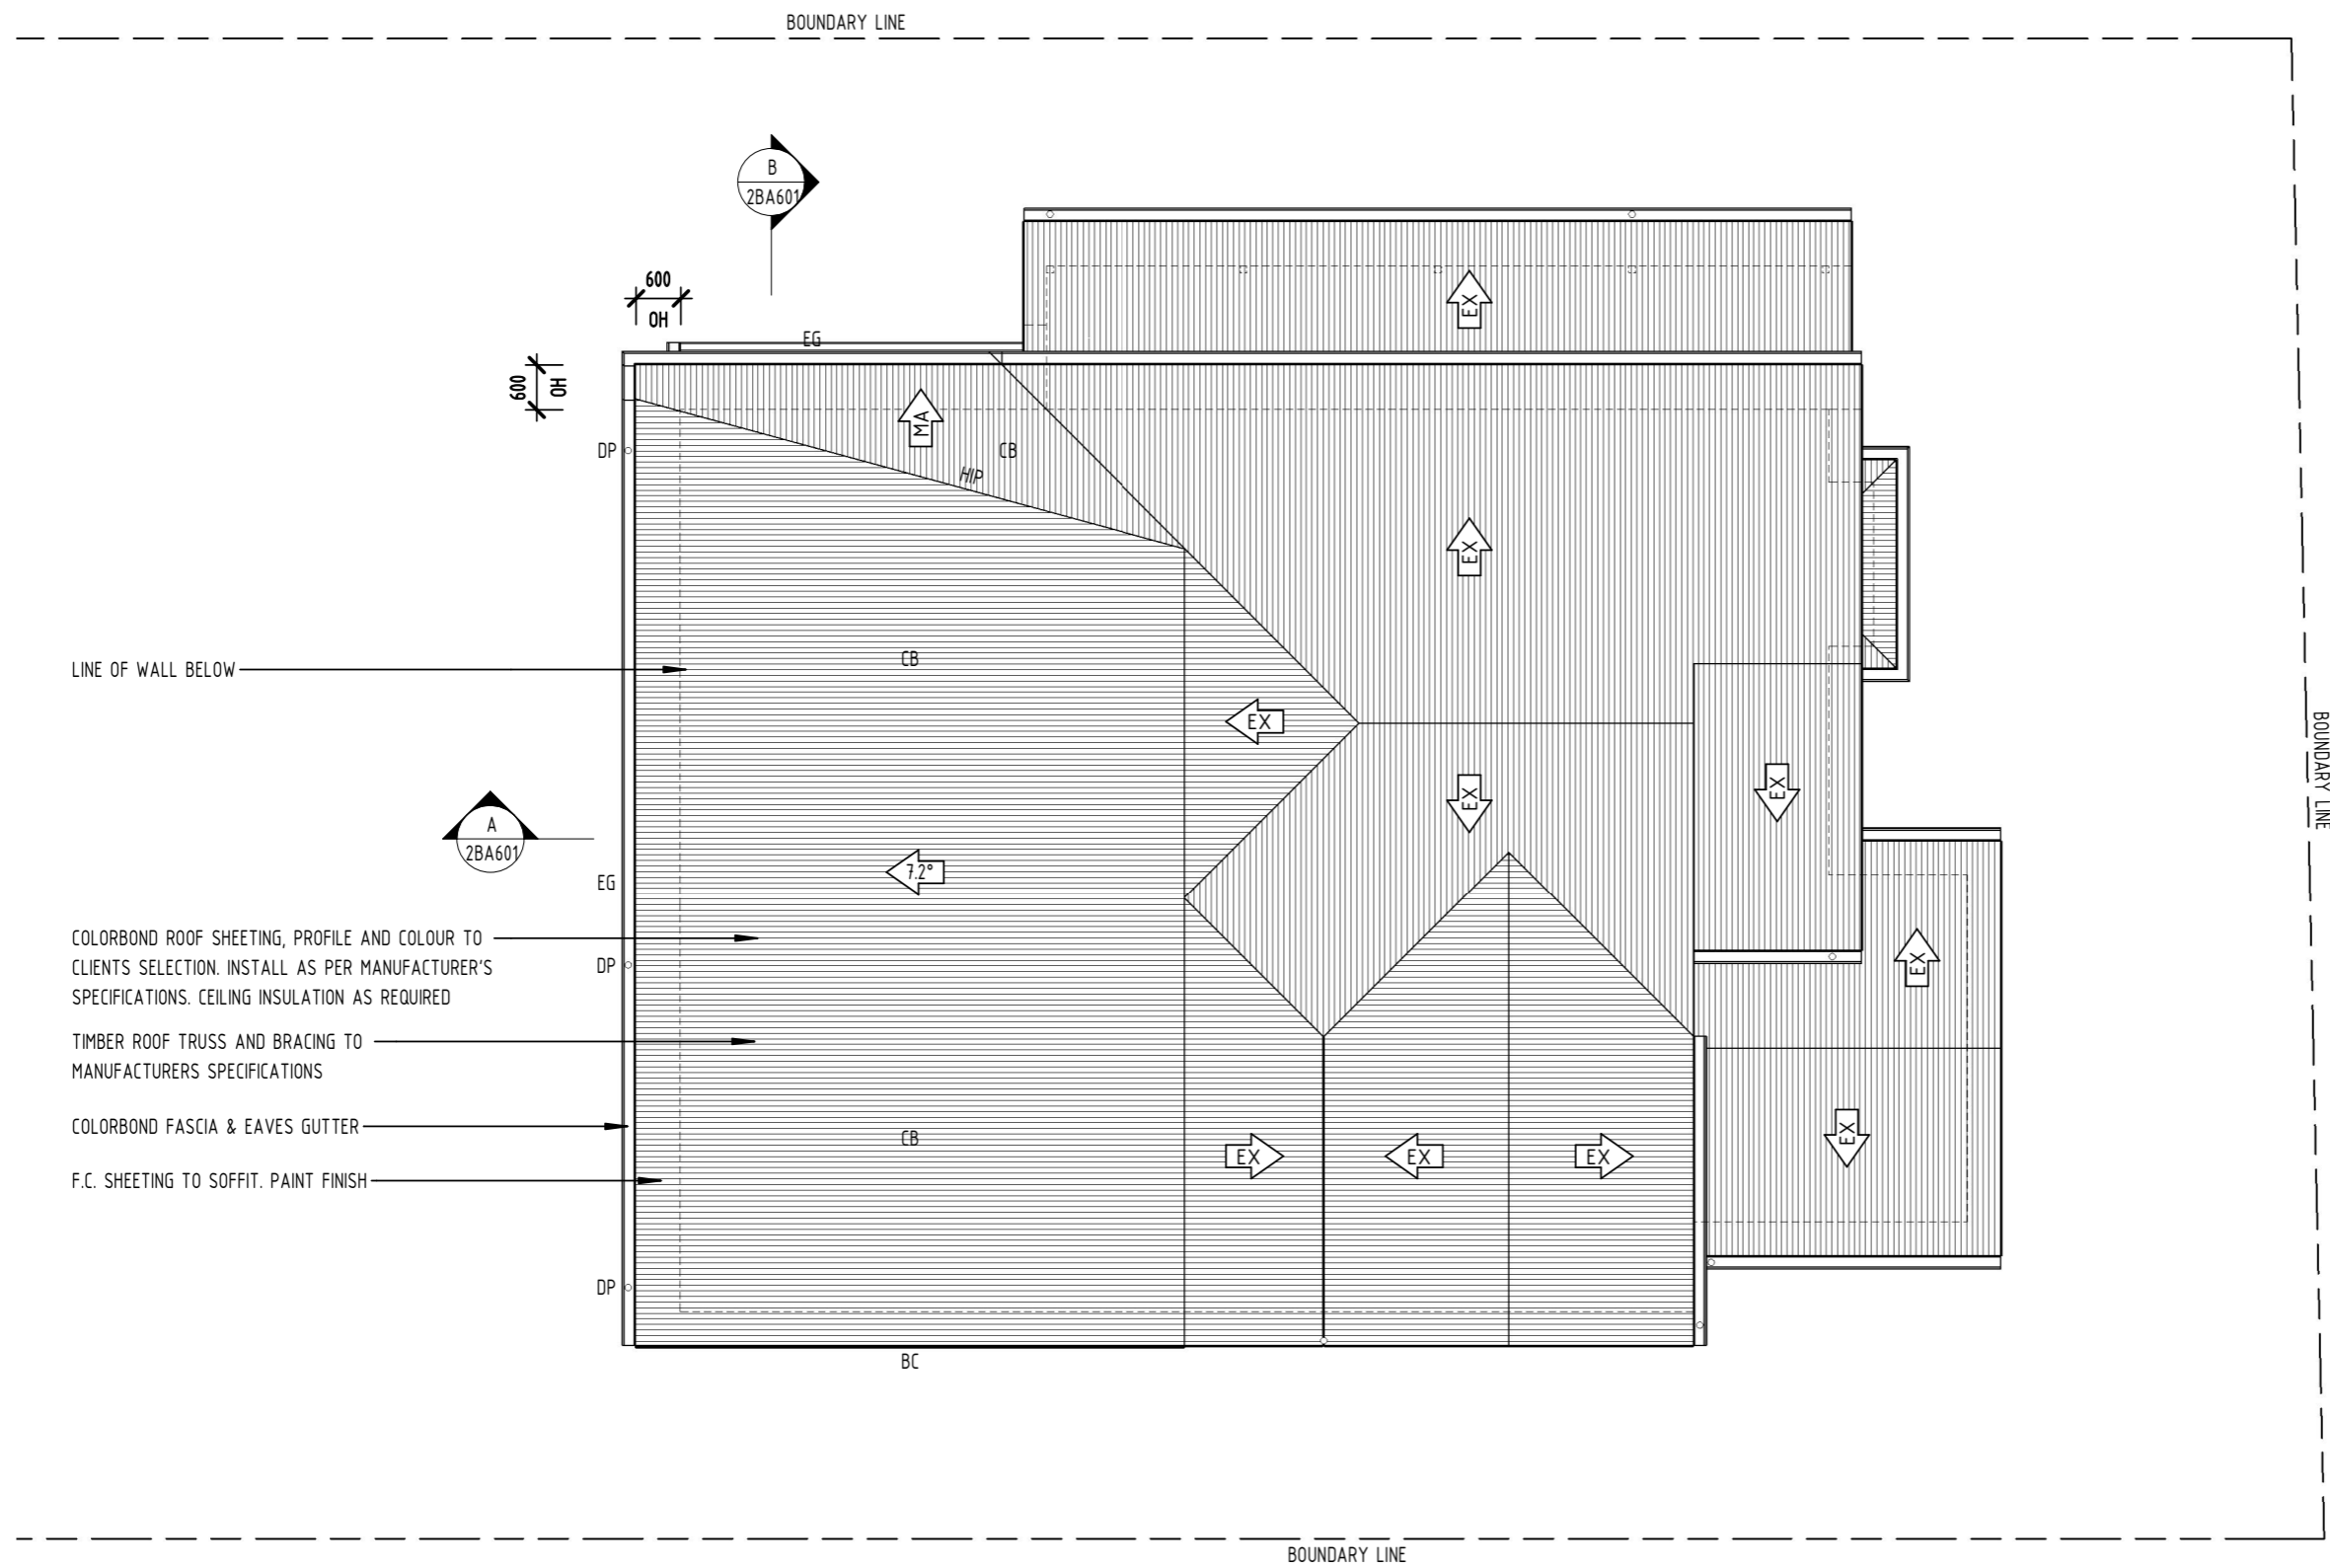 BOUNDARY LINE
B
2BA601
600
OH
EG
600
OH
EX
MA
DP
CB
HIP
EX
CB
LINE OF WALL BELOW
EX
BOUNDARY LINE
EX
EX
A
2BA601
7.2°
EG
COLORBOND ROOF SHEETING, PROFILE AND COLOUR TO
CLIENTS SELECTION. INSTALL AS PER MANUFACTURER'S
SPECIFICATIONS. CEILING INSULATION AS REQUIRED
DP
EX
TIMBER ROOF TRUSS AND BRACING TO
MANUFACTURERS SPECIFICATIONS
COLORBOND FASCIA & EAVES GUTTER
CB
EX
EX
EX
EX
F.C. SHEETING TO SOFFIT. PAINT FINISH
DP
BC
BOUNDARY LINE